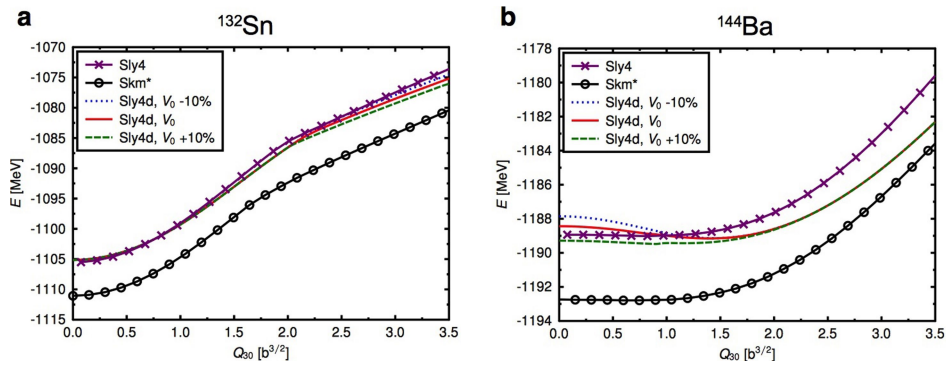 a
¹³²Sn
-1070
-1075
-1080
-1085
-1090
-1095
-1100
-1105
-1110
-1115
E [MeV]
Sly4
Skm*
Sly4d, V₀ -10%
Sly4d, V₀
Sly4d, V₀ +10%
0.0 0.5 1.0 1.5 2.0 2.5 3.0 3.5
Q₃₀ [b³ᐟ²]
b
¹⁴⁴Ba
-1178
-1180
-1182
-1184
-1186
-1188
-1190
-1192
-1194
E [MeV]
Sly4
Skm*
Sly4d, V₀ -10%
Sly4d, V₀
Sly4d, V₀ +10%
0.0 0.5 1.0 1.5 2.0 2.5 3.0 3.5
Q₃₀ [b³ᐟ²]